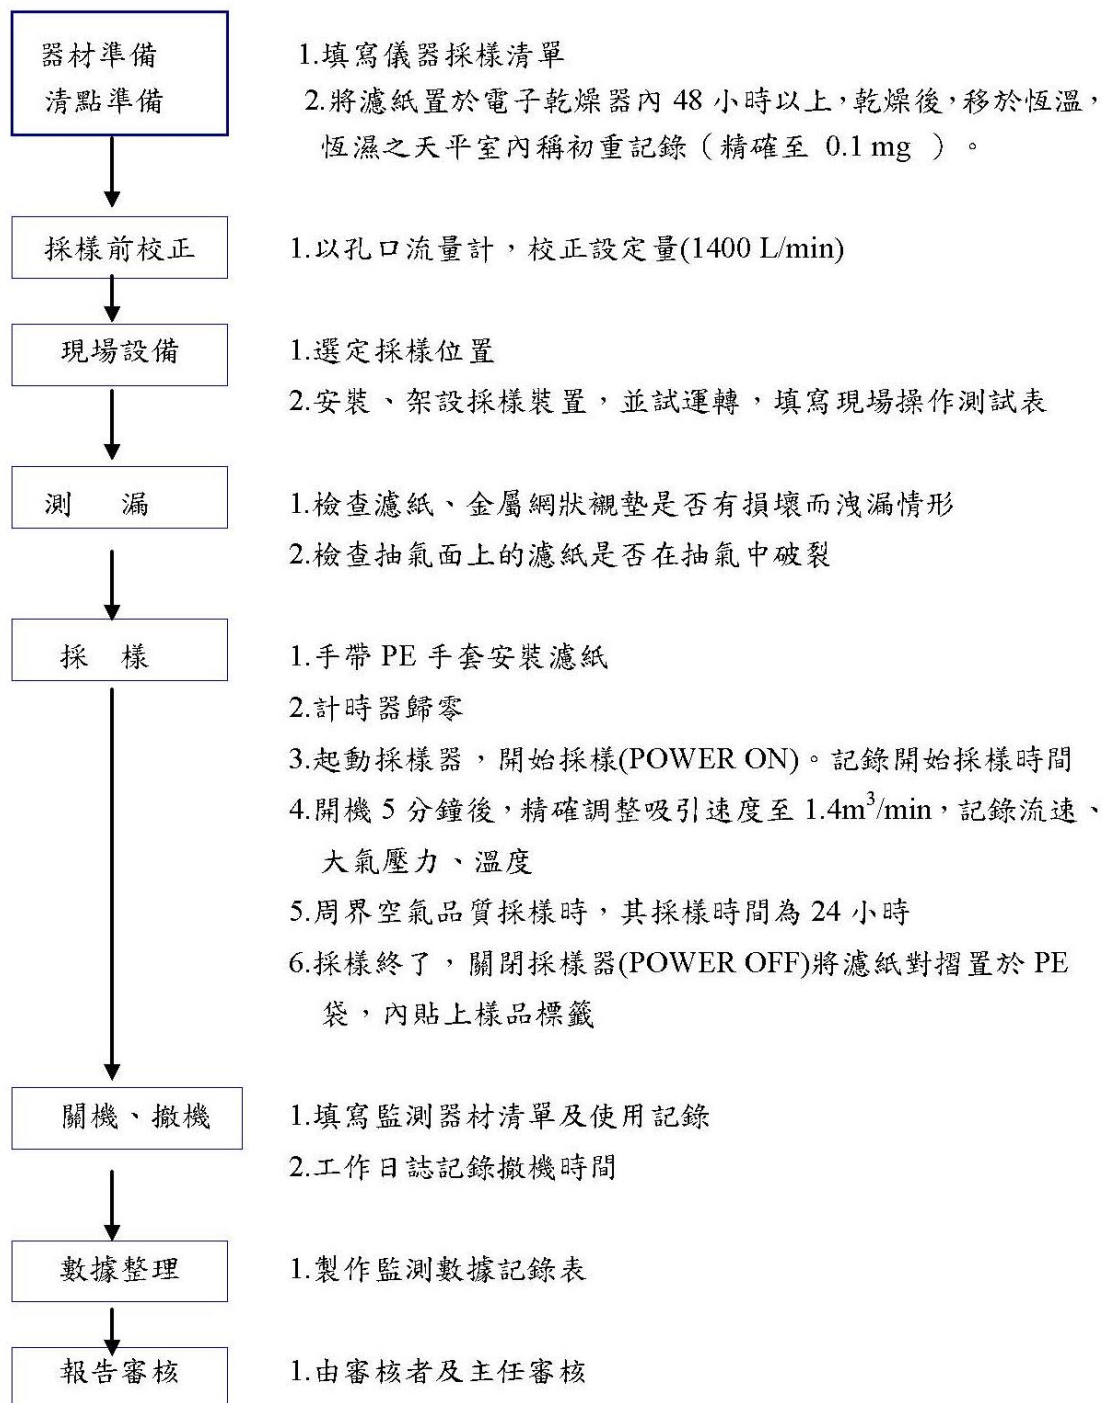 器材準備
清點準備
1.填寫儀器採樣清單
2.將濾紙置於電子乾燥器內 48 小時以上，乾燥後，移於恆溫，
恆濕之天平室內稱初重記錄（精確至 0.1 mg ）。
採樣前校正
1.以孔口流量計，校正設定量(1400 L/min)
現場設備
1.選定採樣位置
2.安裝、架設採樣裝置，並試運轉，填寫現場操作測試表
測 漏
1.檢查濾紙、金屬網狀襯墊是否有損壞而洩漏情形
2.檢查抽氣面上的濾紙是否在抽氣中破裂
採 樣
1.手帶 PE 手套安裝濾紙
2.計時器歸零
3.起動採樣器，開始採樣(POWER ON)。記錄開始採樣時間
4.開機 5 分鐘後，精確調整吸引速度至 1.4m³/min，記錄流速、
大氣壓力、溫度
5.周界空氣品質採樣時，其採樣時間為 24 小時
6.採樣終了，關閉採樣器(POWER OFF)將濾紙對摺置於 PE
袋，內貼上樣品標籤
關機、撤機
1.填寫監測器材清單及使用記錄
2.工作日誌記錄撤機時間
數據整理
1.製作監測數據記錄表
報告審核
1.由審核者及主任審核